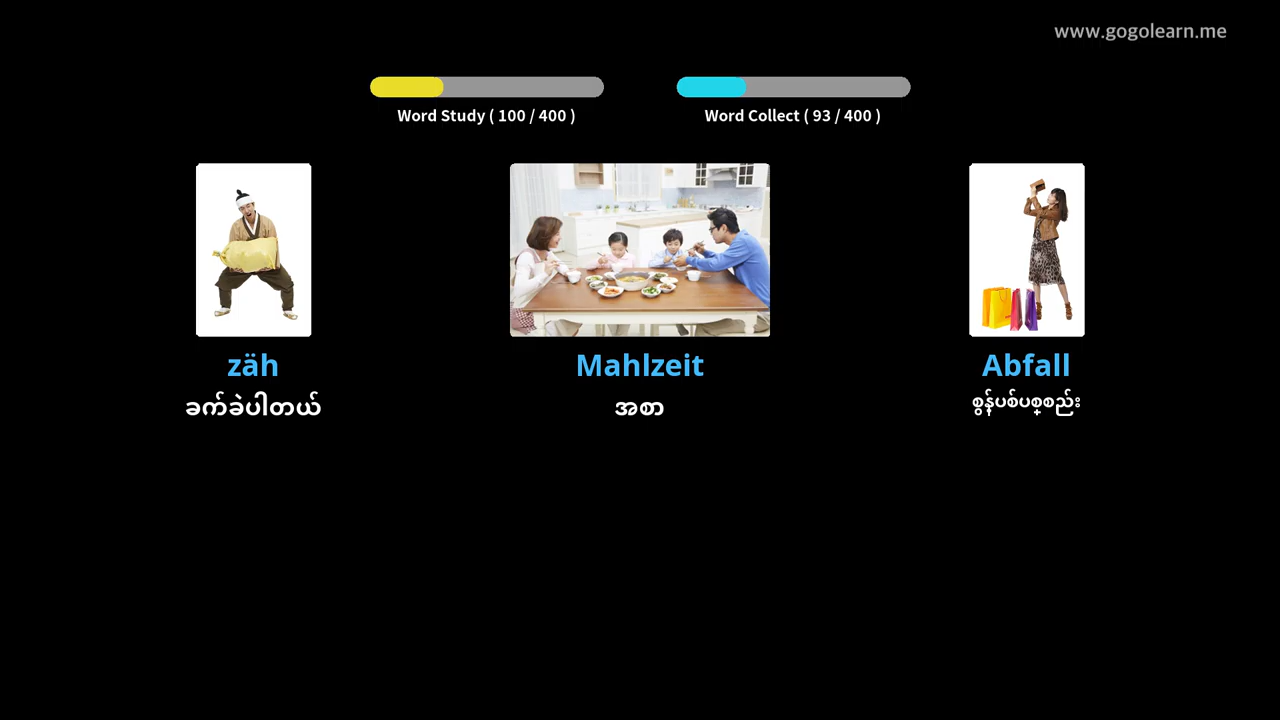 www.gogolearn.me
Word Study ( 100 / 400 )
Word Collect ( 93 / 400 )
zäh
Mahlzeit
Abfall
ခက်ခဲပါတယ်
အစာ
စွန့်ပစ်ပစ္စည်း